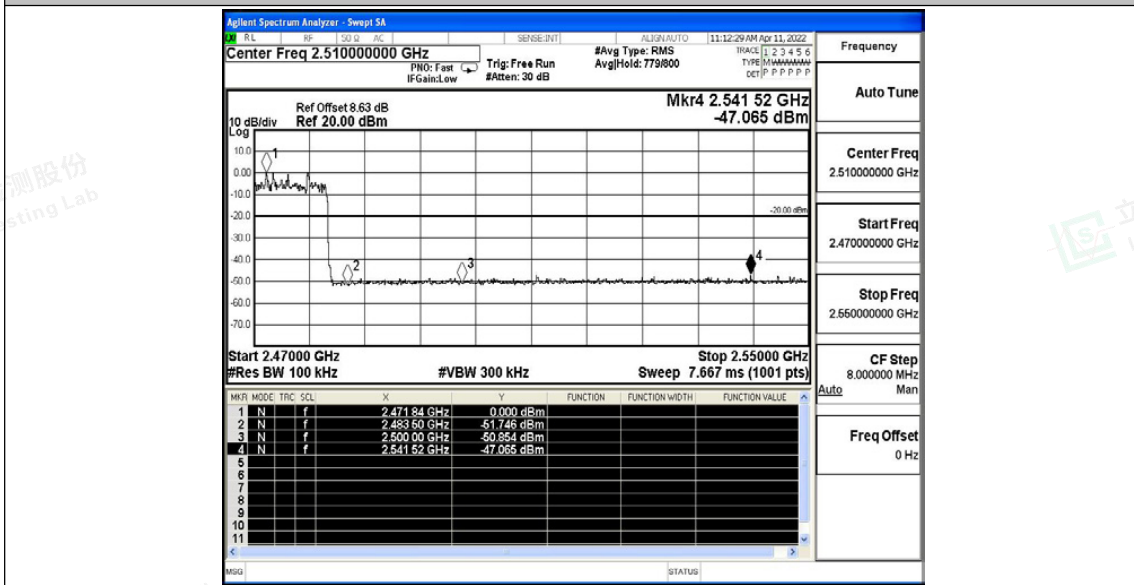 Agilent Spectrum Analyzer - Swept SA
RL RF 50 Ω AC SENSE:INT ALIGNAUTO 11:12:29 AM Apr 11, 2022
Center Freq 2.510000000 GHz
PNO: Fast
IFGain:Low
Trig: Free Run
#Atten: 30 dB
#Avg Type: RMS
Avg|Hold: 779/800
TRACE 1 2 3 4 5 6
TYPE M
DET P P P P P P
Frequency
Auto Tune
Center Freq
2.510000000 GHz
Start Freq
2.470000000 GHz
Stop Freq
2.550000000 GHz
CF Step
8.000000 MHz
Auto Man
Freq Offset
0 Hz
Mkr4 2.541 52 GHz
-47.065 dBm
Ref Offset 8.63 dB
10 dB/div Ref 20.00 dBm
Log
10.0
0.00
-10.0
-20.0
-30.0
-40.0
-50.0
-60.0
-70.0
1
2
3
4
-20.00 dBm
Start 2.47000 GHz Stop 2.55000 GHz
#Res BW 100 kHz #VBW 300 kHz Sweep 7.667 ms (1001 pts)
MKR MODE TRC SCL X Y FUNCTION FUNCTION WIDTH FUNCTION VALUE
1 N f 2.471 84 GHz 0.000 dBm
2 N f 2.483 50 GHz -51.746 dBm
3 N f 2.500 00 GHz -50.854 dBm
4 N f 2.541 52 GHz -47.065 dBm
5
6
7
8
9
10
11
MSG STATUS
测股份
sting Lab
立